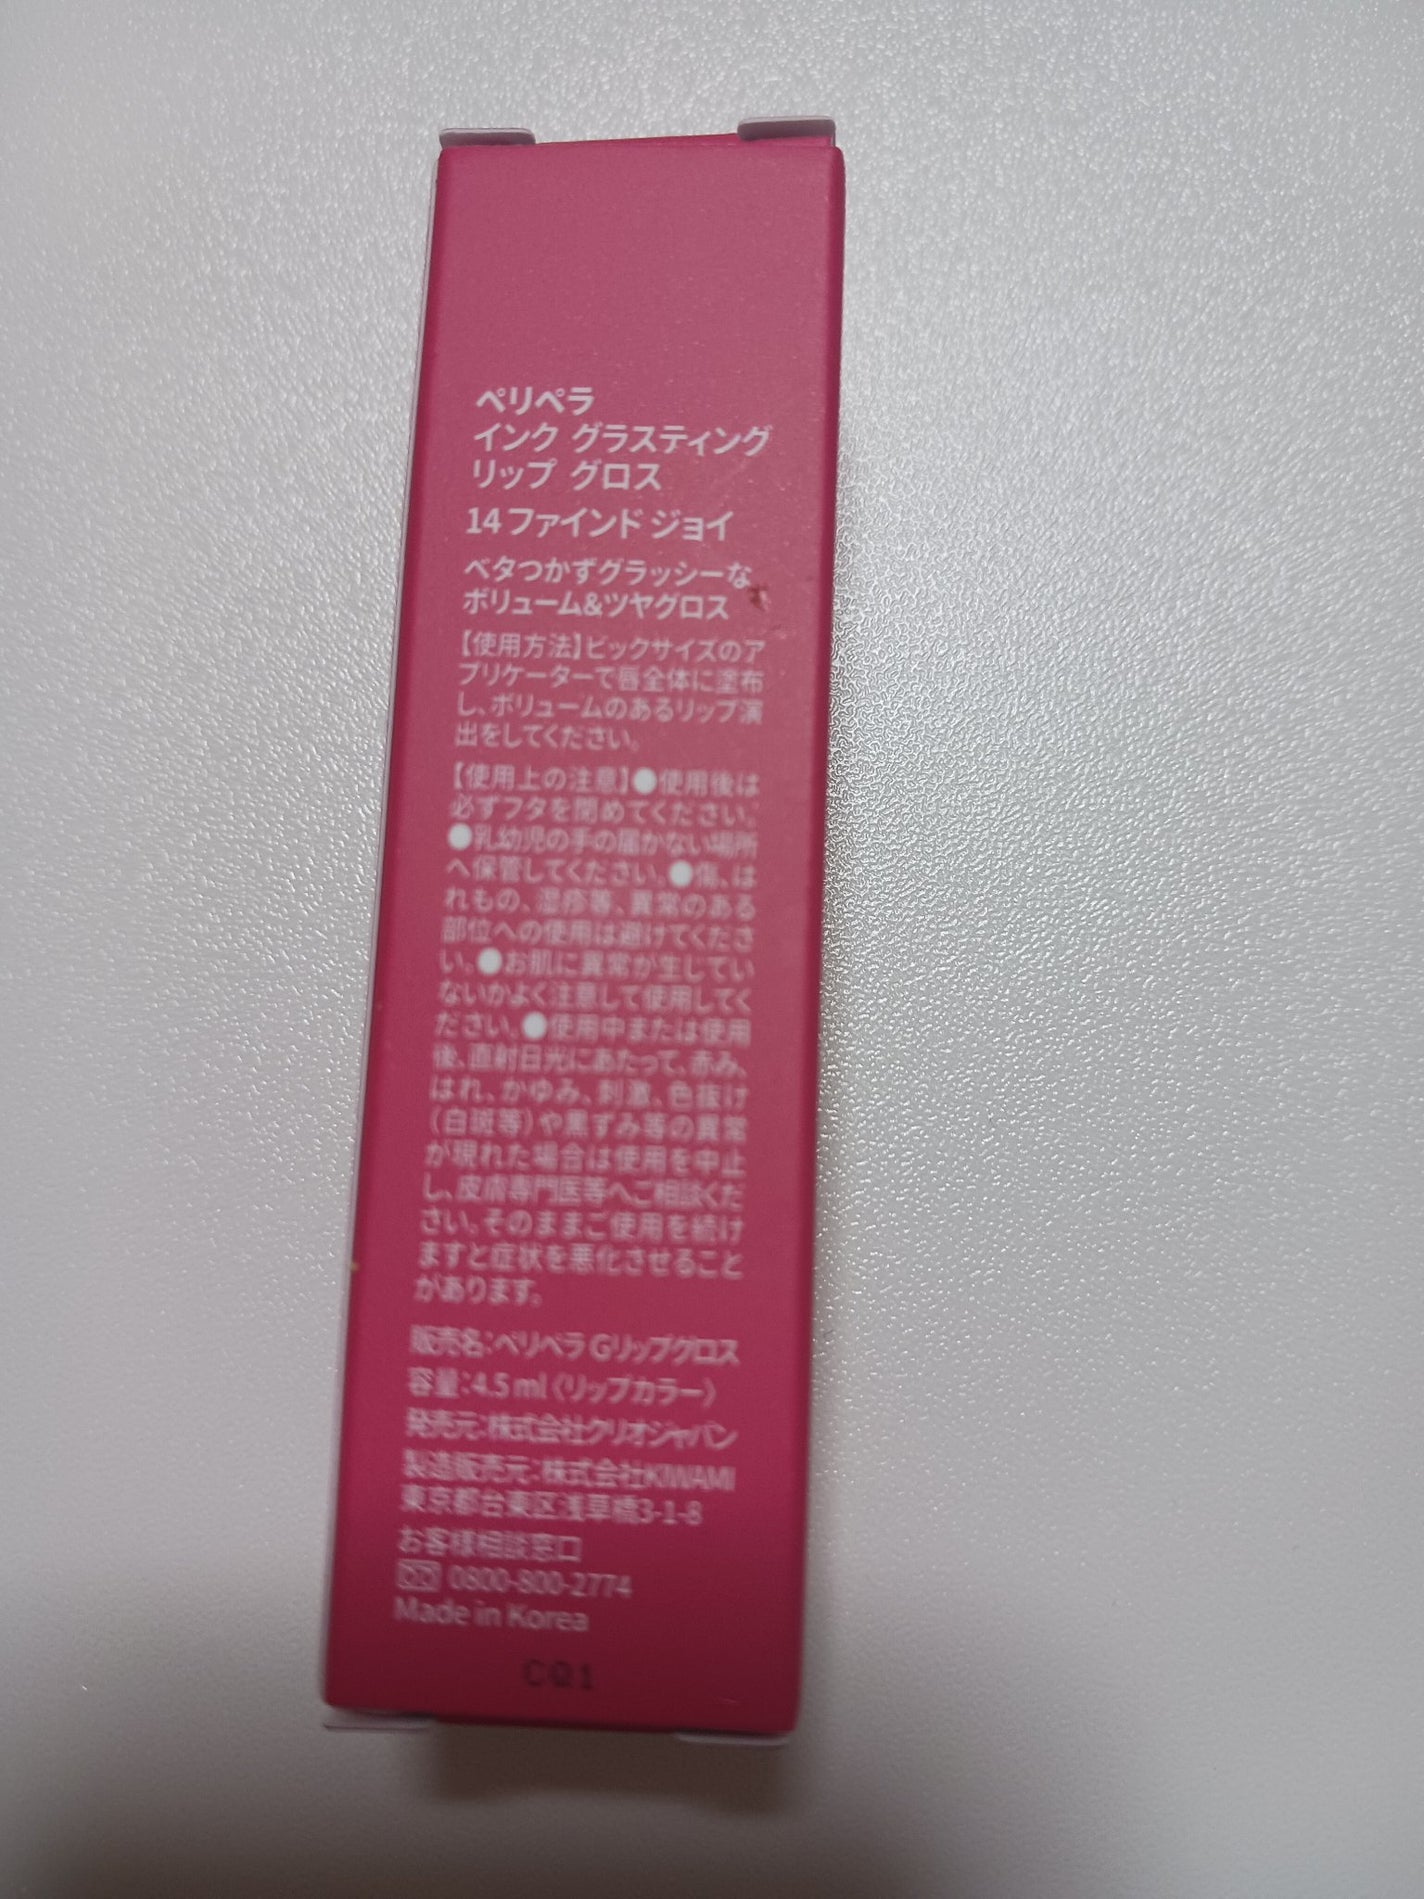 ペリペラ
インク グラスティング
リップ グロス
14 ファインド ジョイ
ベタつかずグラッシーな
ボリューム&ツヤグロス
【使用方法】ビックサイズのア
プリケーターで唇全体に塗布
し、ボリュームのあるリップ演
出をしてください。
【使用上の注意】●使用後は
必ずフタを閉めてください。
●乳幼児の手の届かない場所
へ保管してください。●傷、は
れもの、湿疹等、異常のある
部位への使用は避けてくださ
い。●お肌に異常が生じてい
ないかよく注意して使用してく
ださい。●使用中または使用
後、直射日光にあたって、赤み、
はれ、かゆみ、刺激、色抜け
（白斑等）や黒ずみ等の異常
が現れた場合は使用を中止
し、皮膚専門医等へご相談くだ
さい。そのままご使用を続け
ますと症状を悪化させること
があります。
販売名：ペリペラ Gリップグロス
容量：4.5 ml〈リップカラー〉
発売元：株式会社クリオジャパン
製造販売元：株式会社KIWAMI
東京都台東区浅草橋3-1-8
お客様相談窓口
0800-800-2774
Made in Korea
CQ1